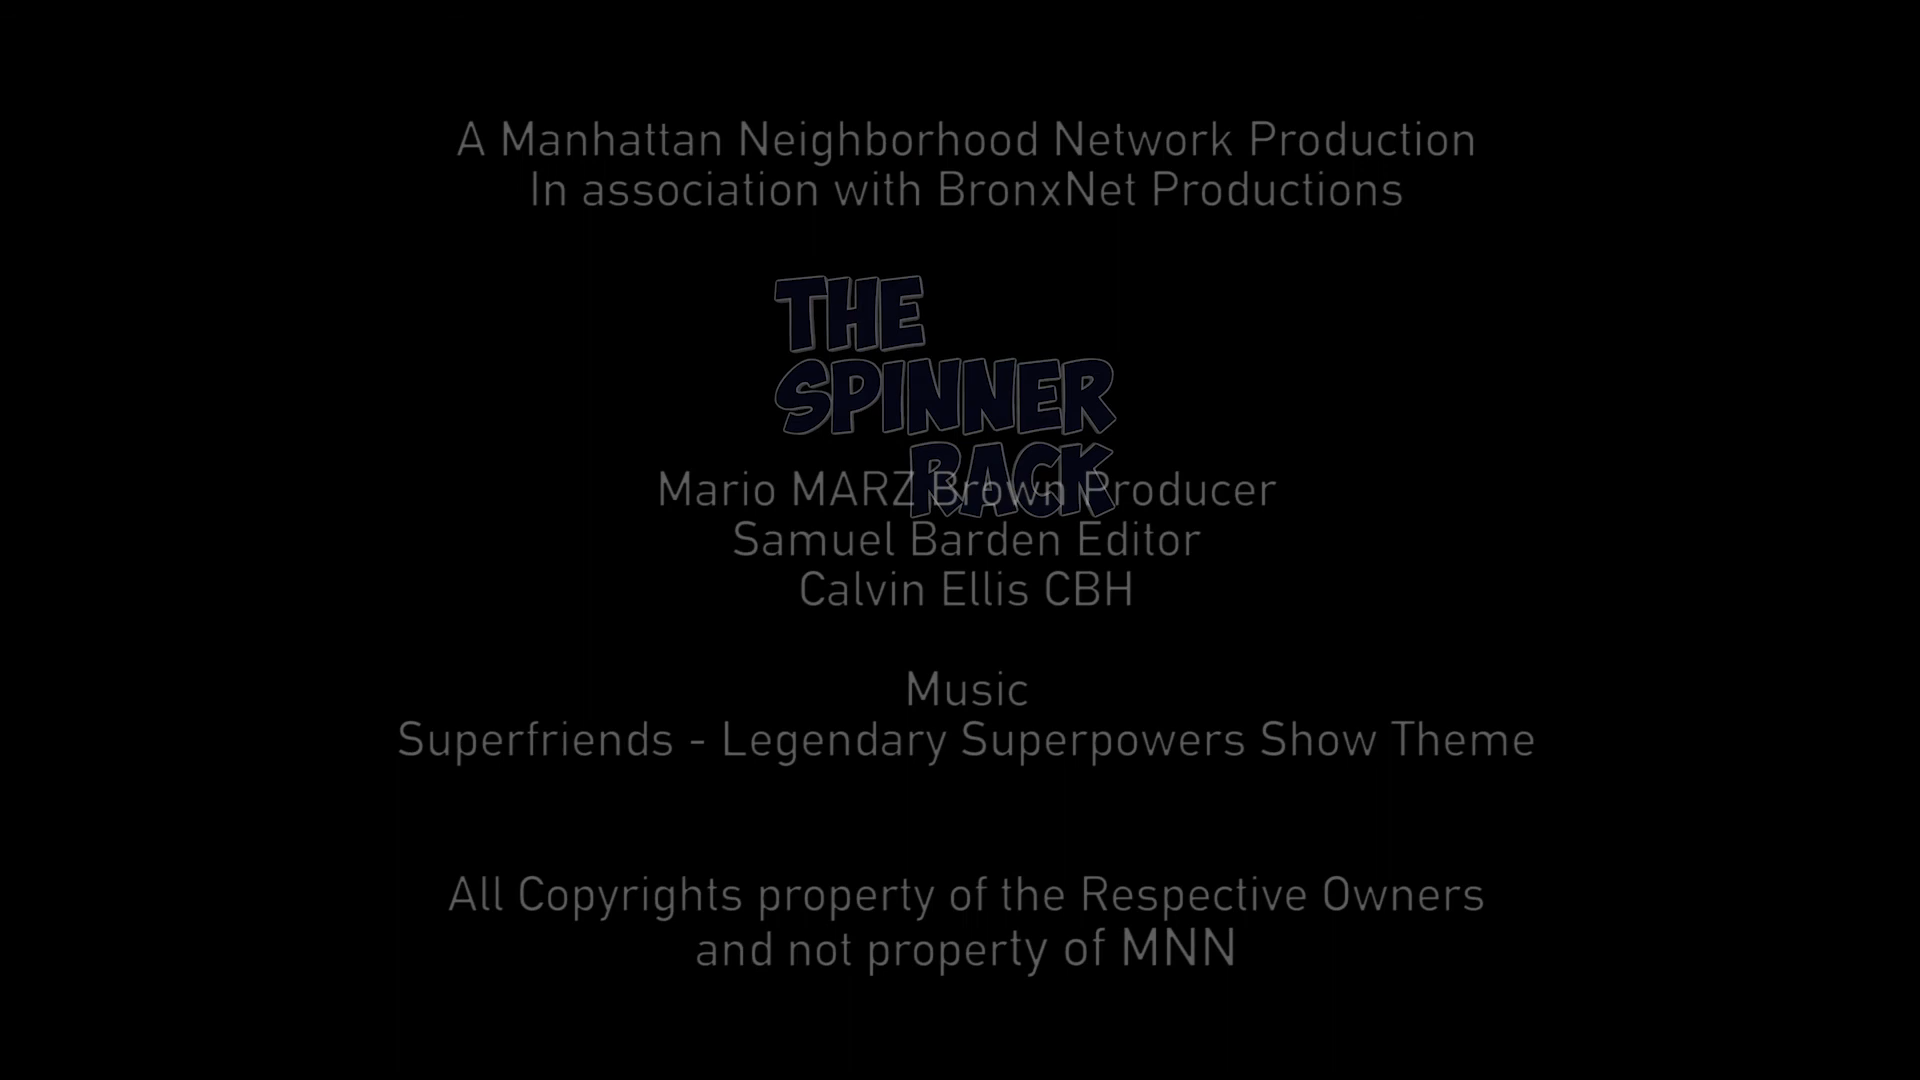 A Manhattan Neighborhood Network Production
In association with BronxNet Productions
THE
SPINNER
RACK
Mario MARZ Brown Producer
Samuel Barden Editor
Calvin Ellis CBH
Music
Superfriends - Legendary Superpowers Show Theme
All Copyrights property of the Respective Owners
and not property of MNN